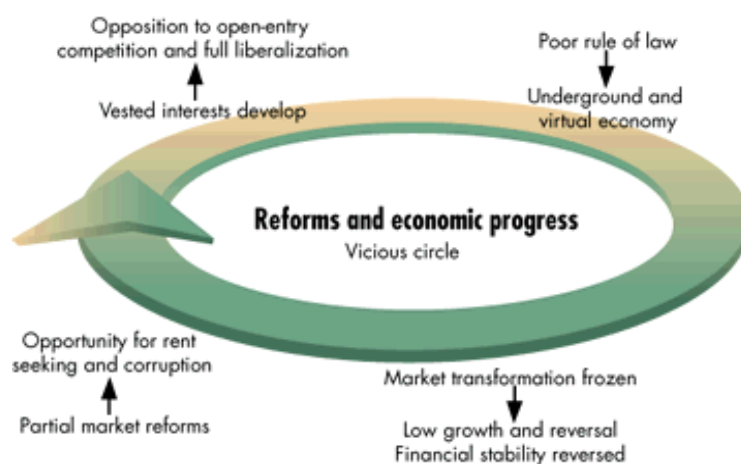 Opposition to open-entry
competition and full liberalization
Vested interests develop
Poor rule of law
Underground and
virtual economy
Reforms and economic progress
Vicious circle
Opportunity for rent
seeking and corruption
Partial market reforms
Market transformation frozen
Low growth and reversal
Financial stability reversed